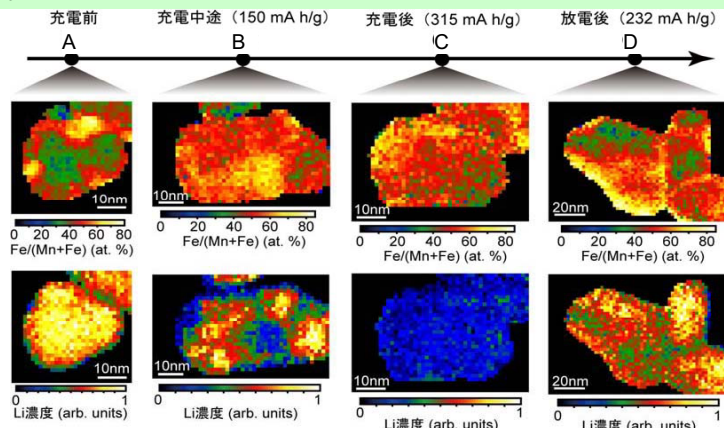 充電前 充電中途（150 mA h/g） 充電後（315 mA h/g） 放電後（232 mA h/g）
A B C D
10nm 10nm 10nm 20nm
0 20 40 60 80 0 20 40 60 80 0 20 40 60 80 0 20 40 60 80
Fe/(Mn+Fe) (at. %) Fe/(Mn+Fe) (at. %) Fe/(Mn+Fe) (at. %) Fe/(Mn+Fe) (at. %)
10nm 10nm 10nm 20nm
0 1 0 1 0 1 0 1
Li濃度 (arb. units) Li濃度 (arb. units) Li濃度 (arb. units) Li濃度 (arb. units)